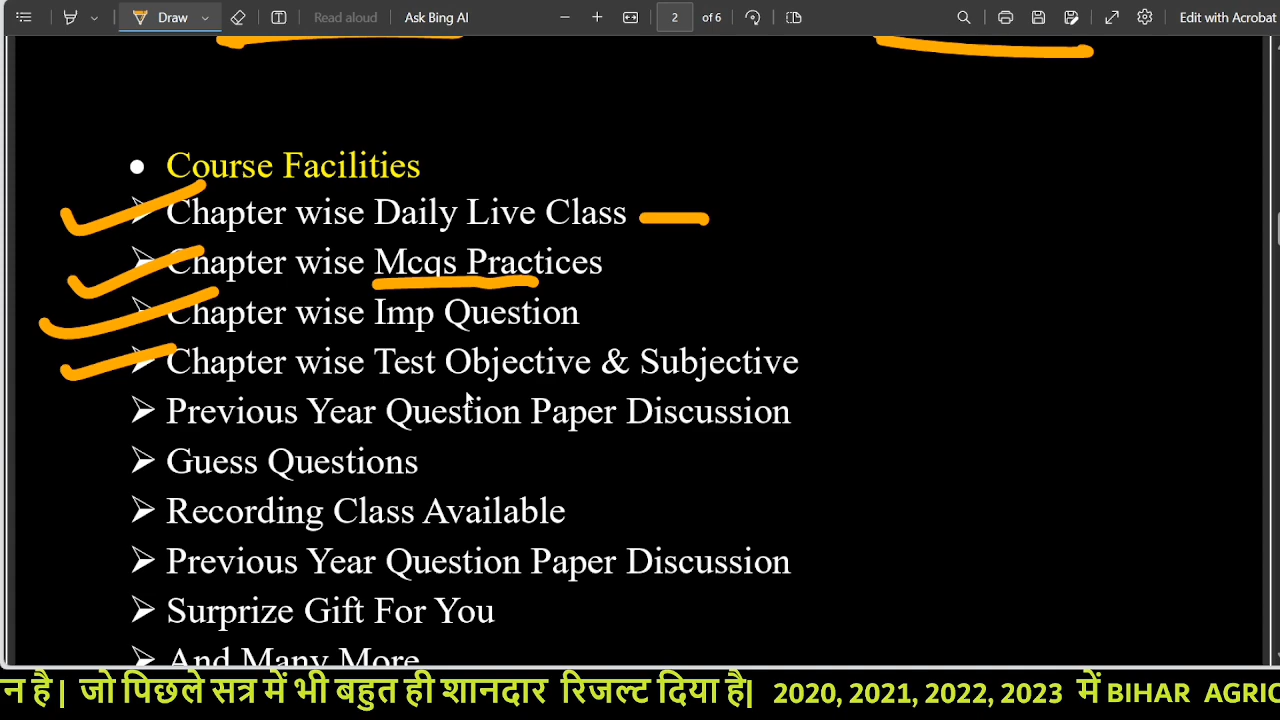 Draw
Read aloud
Ask Bing AI
2 of 6
Edit with Acrobat
Course Facilities
Chapter wise Daily Live Class
Chapter wise Mcqs Practices
Chapter wise Imp Question
Chapter wise Test Objective & Subjective
Previous Year Question Paper Discussion
Guess Questions
Recording Class Available
Previous Year Question Paper Discussion
Surprize Gift For You
And Many More
न है| जो पिछले सत्र में भी बहुत ही शानदार रिजल्ट दिया है| 2020, 2021, 2022, 2023 में BIHAR AGRIC